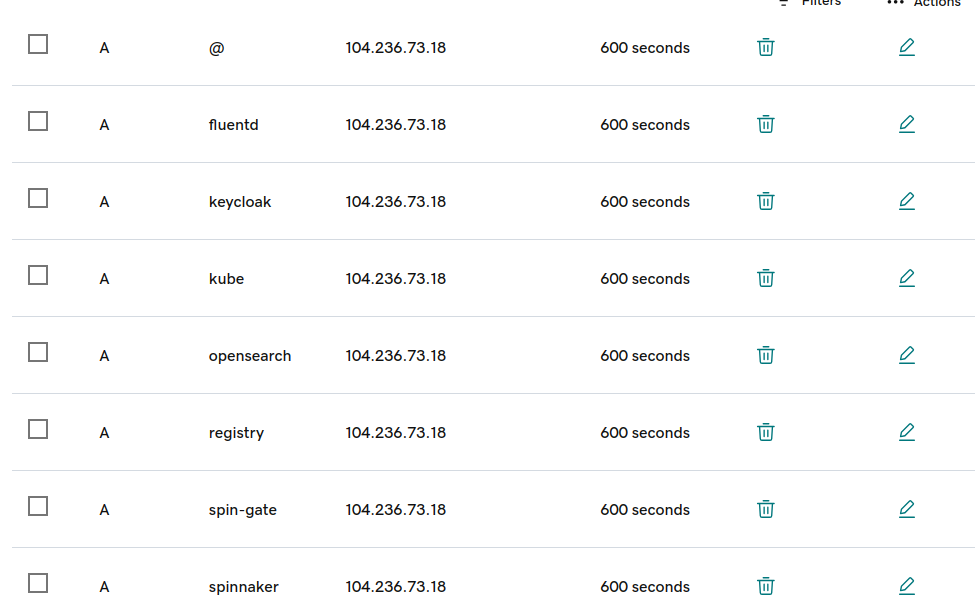 Filters ••• Actions
A @ 104.236.73.18 600 seconds
A fluentd 104.236.73.18 600 seconds
A keycloak 104.236.73.18 600 seconds
A kube 104.236.73.18 600 seconds
A opensearch 104.236.73.18 600 seconds
A registry 104.236.73.18 600 seconds
A spin-gate 104.236.73.18 600 seconds
A spinnaker 104.236.73.18 600 seconds